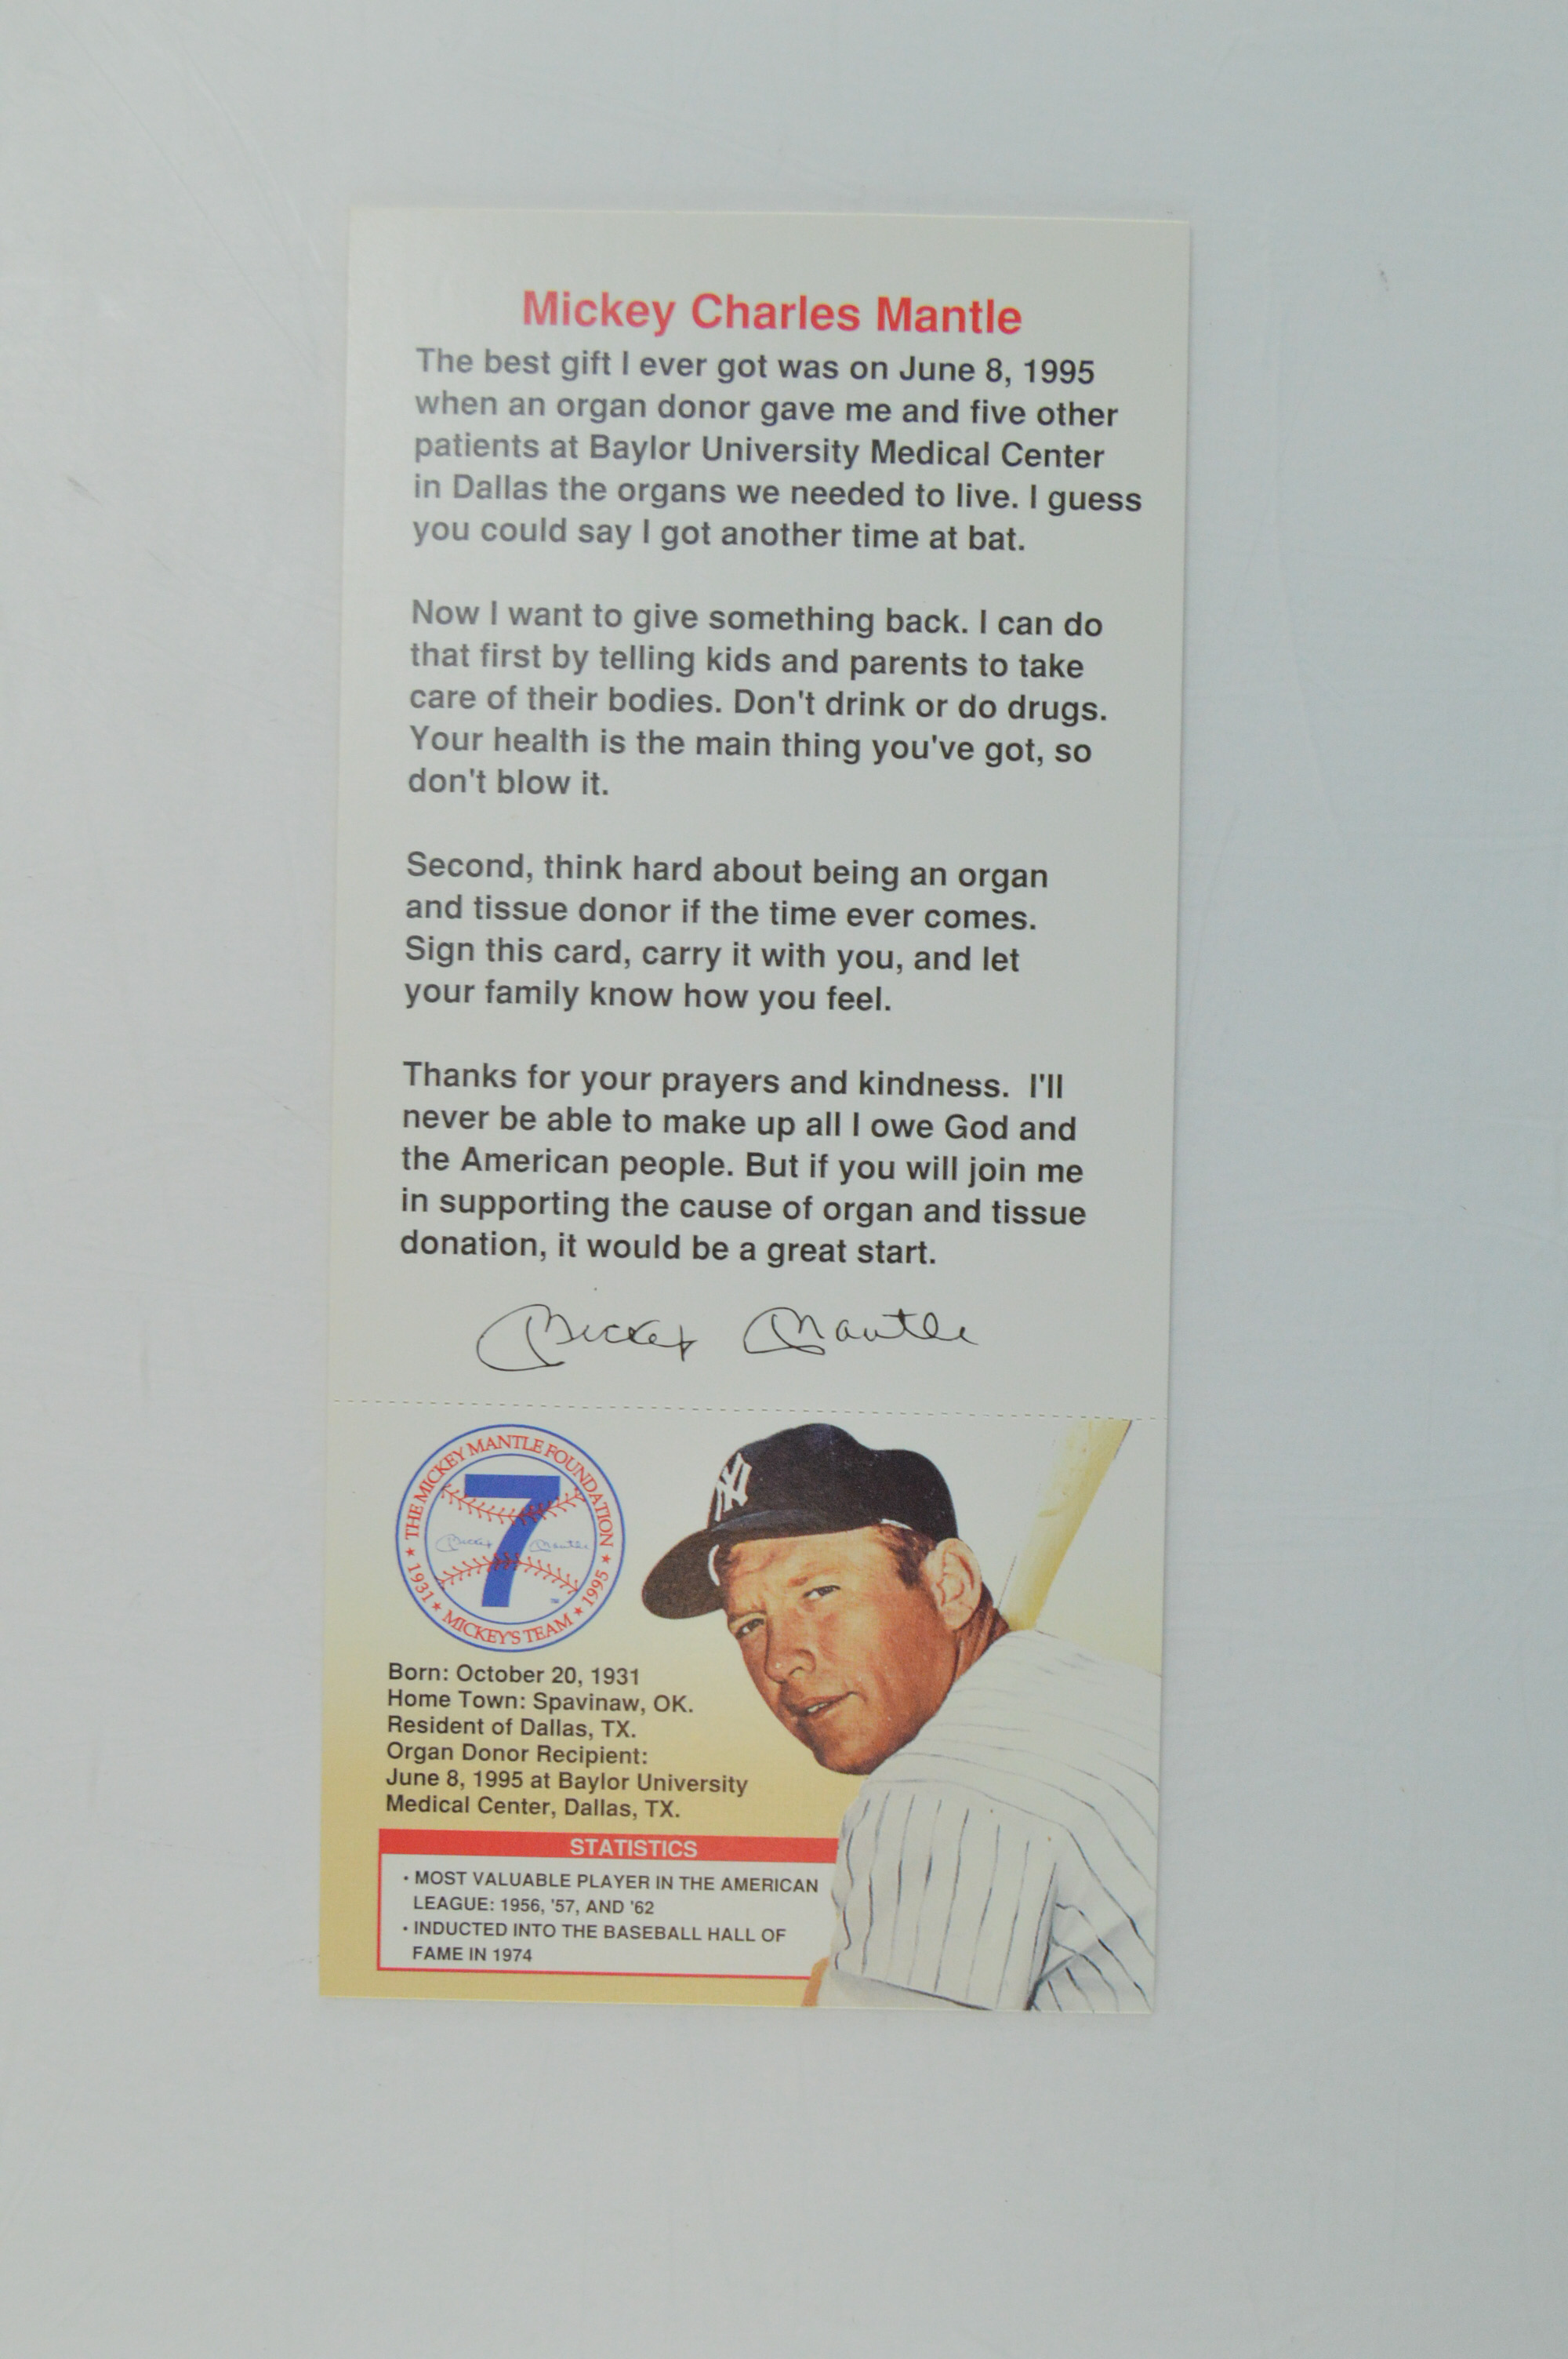 Mickey Charles Mantle
The best gift I ever got was on June 8, 1995
when an organ donor gave me and five other
patients at Baylor University Medical Center
in Dallas the organs we needed to live. I guess
you could say I got another time at bat.
Now I want to give something back. I can do
that first by telling kids and parents to take
care of their bodies. Don't drink or do drugs.
Your health is the main thing you've got, so
don't blow it.
Second, think hard about being an organ
and tissue donor if the time ever comes.
Sign this card, carry it with you, and let
your family know how you feel.
Thanks for your prayers and kindness. I'll
never be able to make up all I owe God and
the American people. But if you will join me
in supporting the cause of organ and tissue
donation, it would be a great start.
Mickey Mantle
THE MICKEY MANTLE FOUNDATION
7
Mickey Mantle
TM
★ 1931 ★ MICKEY'S TEAM ★ 1995 ★
NY
Born: October 20, 1931
Home Town: Spavinaw, OK.
Resident of Dallas, TX.
Organ Donor Recipient:
June 8, 1995 at Baylor University
Medical Center, Dallas, TX.
STATISTICS
• MOST VALUABLE PLAYER IN THE AMERICAN
LEAGUE: 1956, '57, AND '62
• INDUCTED INTO THE BASEBALL HALL OF
FAME IN 1974